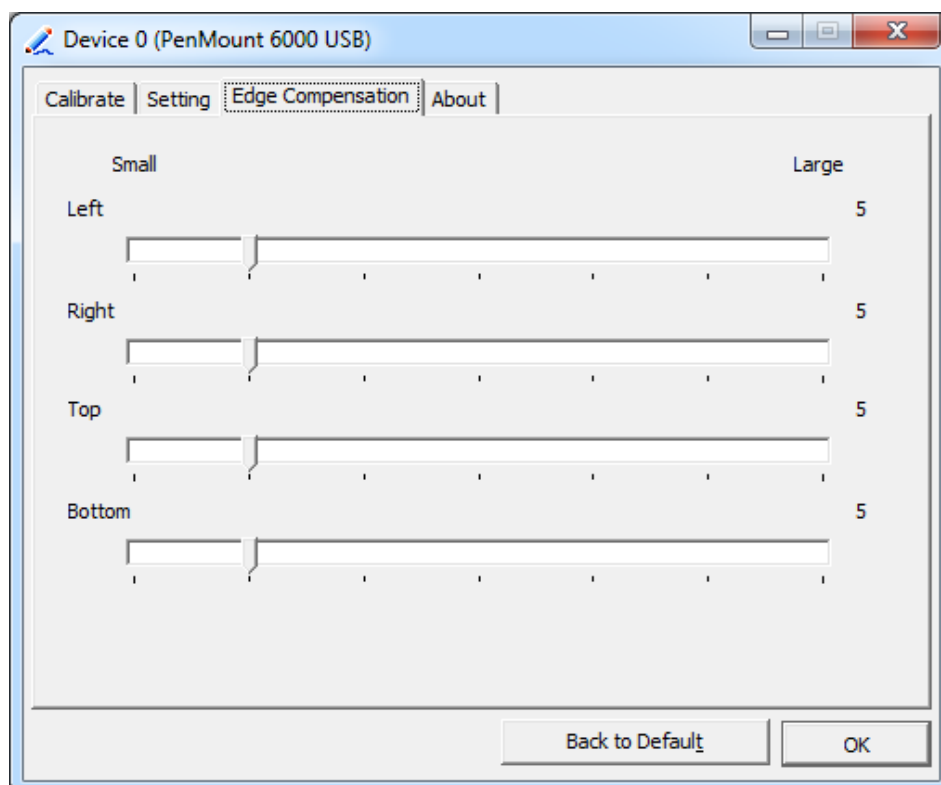 Device 0 (PenMount 6000 USB)
Calibrate Setting Edge Compensation About
Small Large
Left 5
Right 5
Top 5
Bottom 5
Back to Default OK